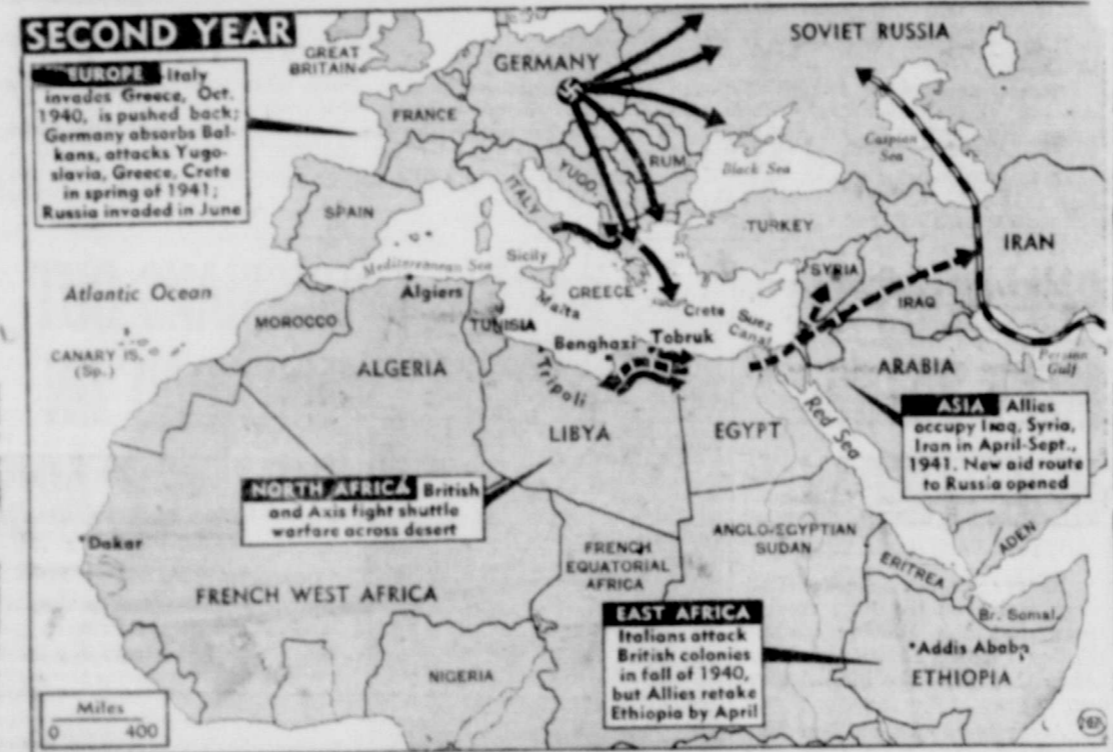 SECOND YEAR
EUROPE Italy
invades Greece, Oct.
1940, is pushed back;
Germany absorbs Bal-
kans, attacks Yugo-
slavia, Greece, Crete
in spring of 1941;
Russia invaded in June
GREAT
BRITAIN
GERMANY
SOVIET RUSSIA
FRANCE
Caspian
Sea
RUM
Black Sea
YUGO.
ITALY
SPAIN
TURKEY
IRAN
Sicily
Mediterranean Sea
SYRIA
Atlantic Ocean
Algiers
GREECE
IRAQ
Malta
Crete
Suez
Canal
MOROCCO
TUNISIA
Benghazi
Tobruk
CANARY IS.
(Sp.)
ALGERIA
Tripoli
ARABIA
Persian
Gulf
Red Sea
ASIA Allies
occupy Iraq, Syria,
Iran in April-Sept.,
1941. New aid route
to Russia opened
LIBYA
EGYPT
NORTH AFRICA British
and Axis fight shuttle
warfare across desert
Dakar
ANGLO-EGYPTIAN
SUDAN
FRENCH
EQUATORIAL
AFRICA
ERITREA
ADEN
FRENCH WEST AFRICA
Br. Somal.
EAST AFRICA
Italians attack
British colonies
in fall of 1940,
but Allies retake
Ethiopia by April
Addis Ababa
ETHIOPIA
NIGERIA
Miles
0 400